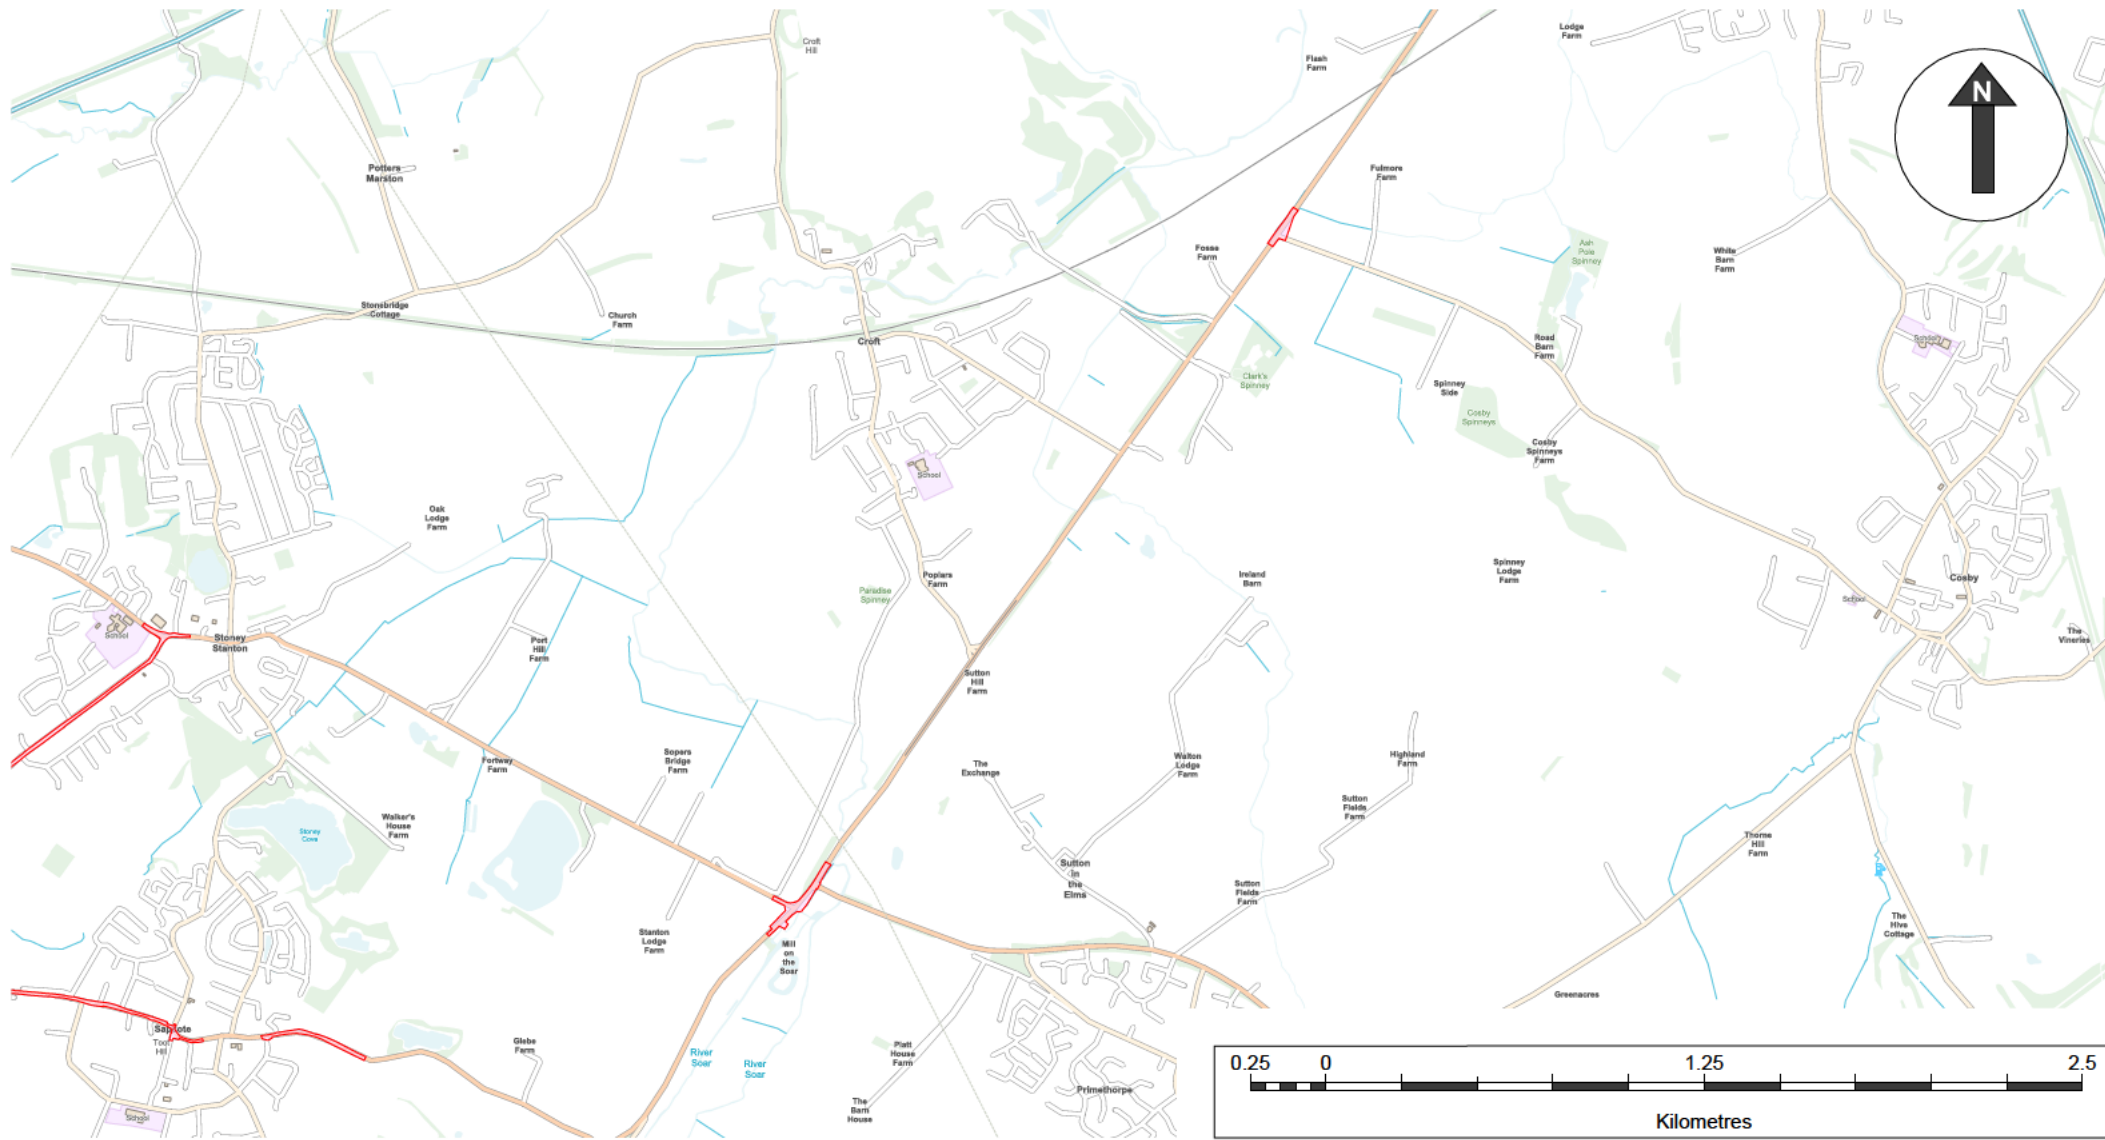 Croft
Hill
Lodge
Farm
Flash
Farm
N
Potters
Marston
Fulmore
Farm
Fosse
Farm
Ash
Pole
Spinney
White
Barn
Farm
Stonebridge
Cottage
Church
Farm
Croft
Road
Barn
Farm
School
Clark's
Spinney
Spinney
Side
Cosby
Spinneys
Cosby
Spinneys
Farm
School
Oak
Lodge
Farm
Poplars
Farm
Paradise
Spinney
Ireland
Barn
Spinney
Lodge
Farm
Cosby
School
School
Stoney
Stanton
Port
Hill
Farm
The
Vineries
Sutton
Hill
Farm
Fortway
Farm
Sopers
Bridge
Farm
The
Exchange
Walton
Lodge
Farm
Highland
Farm
Sutton
Fields
Farm
Stoney
Cove
Walker's
House
Farm
Thorne
Hill
Farm
Sutton
in
the
Elms
Sutton
Fields
Farm
The
Hive
Cottage
Stanton
Lodge
Farm
Mill
on
the
Soar
Greenacres
Sapcote
Toot
Hill
Glebe
Farm
River
Soar
River
Soar
Platt
House
Farm
Primethorpe
The
Barn
House
School
0.25 0 1.25 2.5
Kilometres